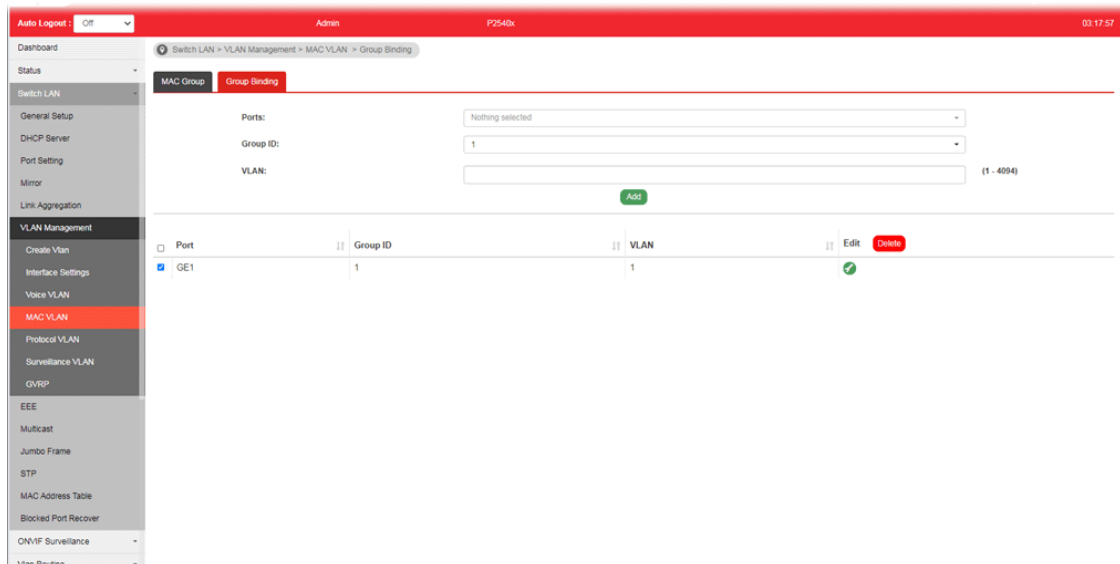 Auto Logout : Off Admin P2540x 03:17:57
Dashboard
Status
Switch LAN
General Setup
DHCP Server
Port Setting
Mirror
Link Aggregation
VLAN Management
Create Vlan
Interface Settings
Voice VLAN
MAC VLAN
Protocol VLAN
Surveillance VLAN
GVRP
EEE
Multicast
Jumbo Frame
STP
MAC Address Table
Blocked Port Recover
ONVIF Surveillance
Vlan Routing
Switch LAN > VLAN Management > MAC VLAN > Group Binding
MAC Group Group Binding
Ports: Nothing selected
Group ID: 1
VLAN: (1 - 4094)
Add
Port Group ID VLAN Edit Delete
GE1 1 1